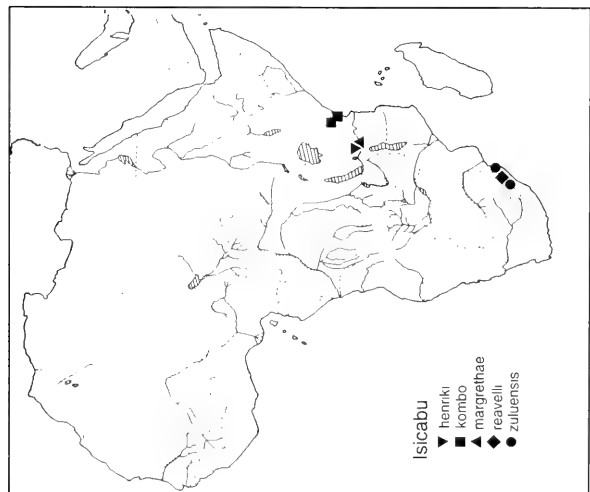 Isicabu
henriki
kombo
margrethae
reavelli
zuluensis